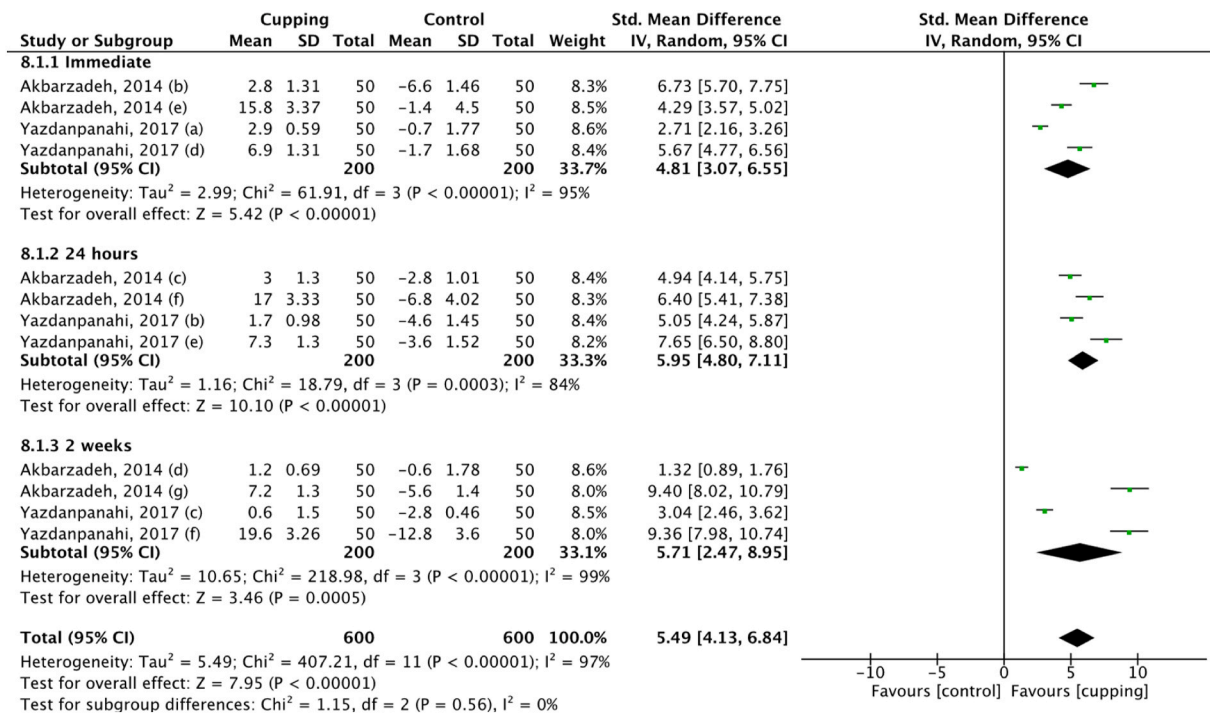 Cupping Control Std. Mean Difference Std. Mean Difference
Study or Subgroup Mean SD Total Mean SD Total Weight IV, Random, 95% CI IV, Random, 95% CI
8.1.1 Immediate
Akbarzadeh, 2014 (b) 2.8 1.31 50 −6.6 1.46 50 8.3% 6.73 [5.70, 7.75]
Akbarzadeh, 2014 (e) 15.8 3.37 50 −1.4 4.5 50 8.5% 4.29 [3.57, 5.02]
Yazdanpanahi, 2017 (a) 2.9 0.59 50 −0.7 1.77 50 8.6% 2.71 [2.16, 3.26]
Yazdanpanahi, 2017 (d) 6.9 1.31 50 −1.7 1.68 50 8.4% 5.67 [4.77, 6.56]
Subtotal (95% CI) 200 200 33.7% 4.81 [3.07, 6.55]
Heterogeneity: Tau² = 2.99; Chi² = 61.91, df = 3 (P < 0.00001); I² = 95%
Test for overall effect: Z = 5.42 (P < 0.00001)
8.1.2 24 hours
Akbarzadeh, 2014 (c) 3 1.3 50 −2.8 1.01 50 8.4% 4.94 [4.14, 5.75]
Akbarzadeh, 2014 (f) 17 3.33 50 −6.8 4.02 50 8.3% 6.40 [5.41, 7.38]
Yazdanpanahi, 2017 (b) 1.7 0.98 50 −4.6 1.45 50 8.4% 5.05 [4.24, 5.87]
Yazdanpanahi, 2017 (e) 7.3 1.3 50 −3.6 1.52 50 8.2% 7.65 [6.50, 8.80]
Subtotal (95% CI) 200 200 33.3% 5.95 [4.80, 7.11]
Heterogeneity: Tau² = 1.16; Chi² = 18.79, df = 3 (P = 0.0003); I² = 84%
Test for overall effect: Z = 10.10 (P < 0.00001)
8.1.3 2 weeks
Akbarzadeh, 2014 (d) 1.2 0.69 50 −0.6 1.78 50 8.6% 1.32 [0.89, 1.76]
Akbarzadeh, 2014 (g) 7.2 1.3 50 −5.6 1.4 50 8.0% 9.40 [8.02, 10.79]
Yazdanpanahi, 2017 (c) 0.6 1.5 50 −2.8 0.46 50 8.5% 3.04 [2.46, 3.62]
Yazdanpanahi, 2017 (f) 19.6 3.26 50 −12.8 3.6 50 8.0% 9.36 [7.98, 10.74]
Subtotal (95% CI) 200 200 33.1% 5.71 [2.47, 8.95]
Heterogeneity: Tau² = 10.65; Chi² = 218.98, df = 3 (P < 0.00001); I² = 99%
Test for overall effect: Z = 3.46 (P = 0.0005)
Total (95% CI) 600 600 100.0% 5.49 [4.13, 6.84]
Heterogeneity: Tau² = 5.49; Chi² = 407.21, df = 11 (P < 0.00001); I² = 97%
Test for overall effect: Z = 7.95 (P < 0.00001)
Test for subgroup differences: Chi² = 1.15, df = 2 (P = 0.56), I² = 0%
−10 −5 0 5 10
Favours [control] Favours [cupping]